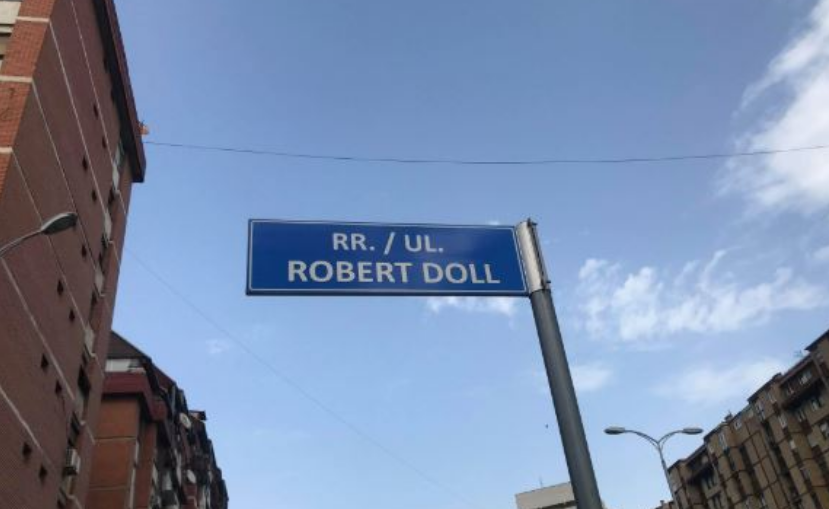 RR. / UL.
ROBERT DOLL